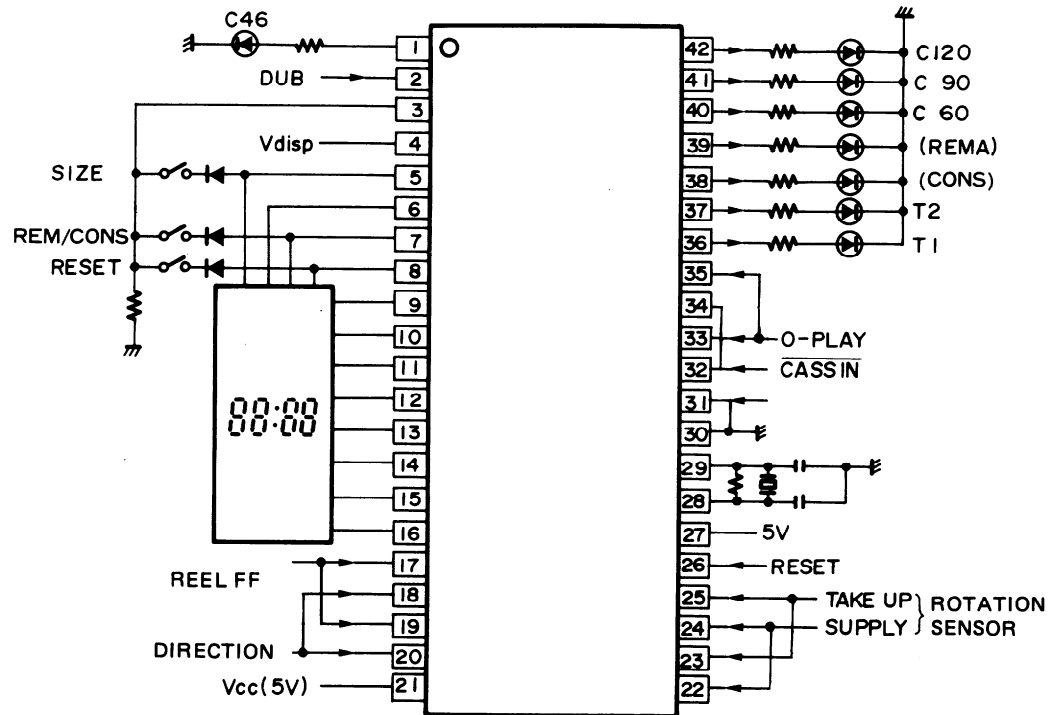 C46
1
DUB
2
3
Vdisp
4
SIZE
5
6
REM/CONS
7
RESET
8
9
10
11
12
13
14
15
16
88:88
REEL FF
17
18
19
DIRECTION
20
Vcc(5V)
21
42
C120
41
C 90
40
C 60
39
(REMA)
38
(CONS)
37
T2
36
T1
35
34
33
O-PLAY
32
CASS IN
31
30
29
28
27
5V
26
RESET
25
TAKE UP
ROTATION
24
SUPPLY
SENSOR
23
22